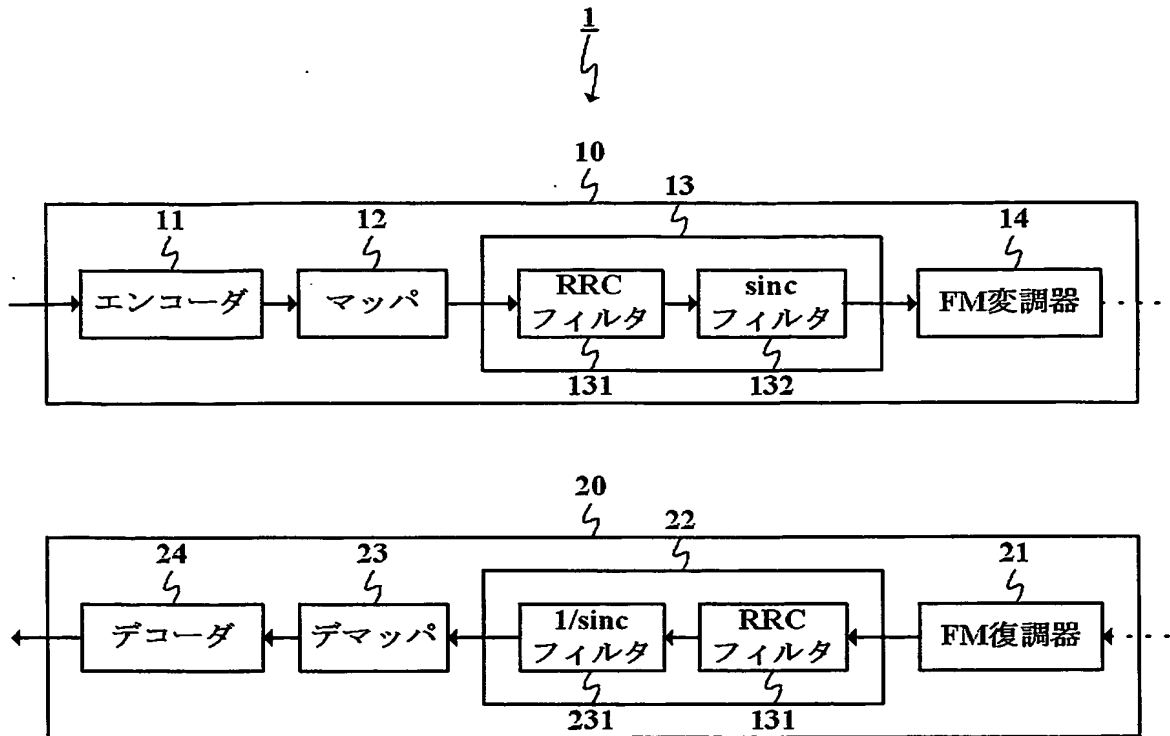 1
10
13
11
12
14
エンコーダ
マッパ
RRC
フィルタ
sinc
フィルタ
FM変調器
131
132
20
22
24
23
21
デコーダ
デマッパ
1/sinc
フィルタ
RRC
フィルタ
FM復調器
231
131